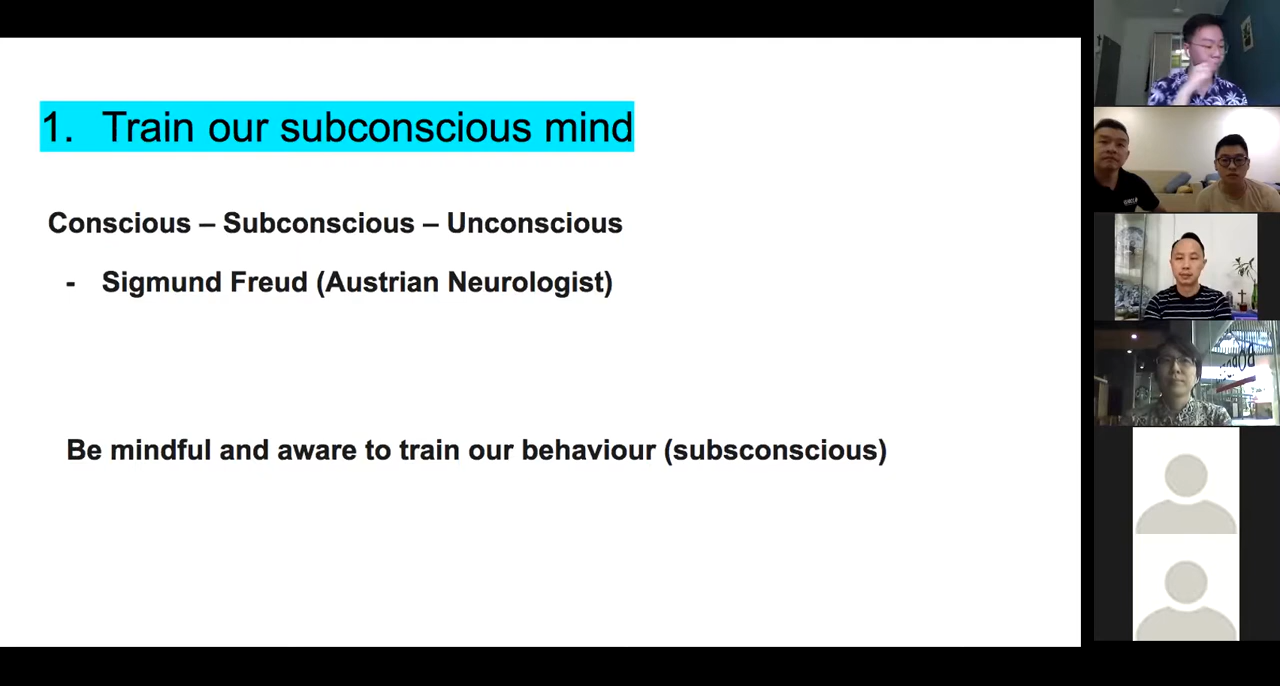 1. Train our subconscious mind
Conscious – Subconscious – Unconscious
- Sigmund Freud (Austrian Neurologist)
Be mindful and aware to train our behaviour (subsconscious)